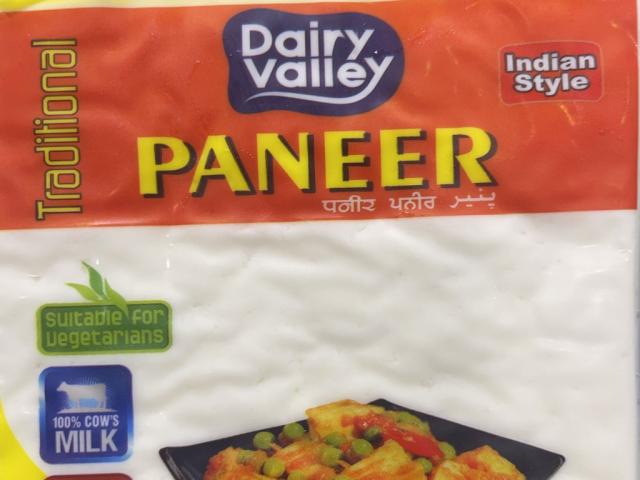 Traditional
Dairy
Valley
Indian
Style
PANEER
पनीर ਪਨੀਰ پنیر
Suitable For
Vegetarians
100% COW'S
MILK